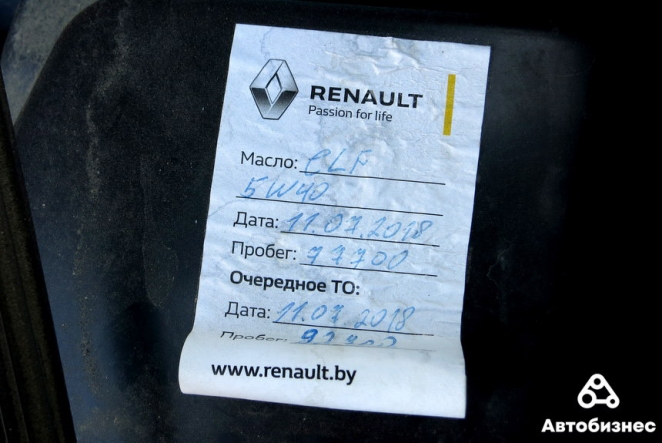 RENAULT
Passion for life
Масло: ELF
5W40
Дата: 11.07.2018
Пробег: 77700
Очередное ТО:
Дата: 11.07 2018
Пробег:
www.renault.by
Автобизнес